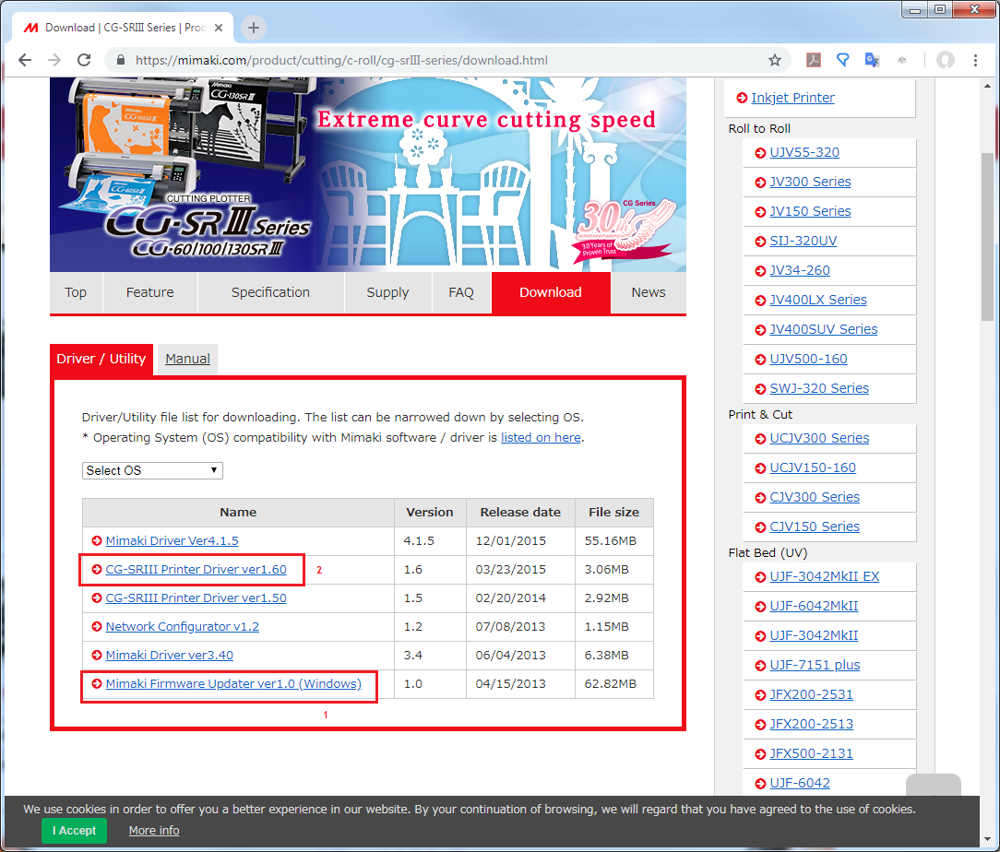 Download | CG-SRIII Series | Prod
https://mimaki.com/product/cutting/c-roll/cg-srIII-series/download.html
Extreme curve cutting speed
CUTTING PLOTTER
CG-SRIII Series
CG-60/100/130SRIII
CG Series
30th
anniversaries
30 Years of
Proven Trust
Top Feature Specification Supply FAQ Download News
Driver / Utility Manual
Driver/Utility file list for downloading. The list can be narrowed down by selecting OS.
* Operating System (OS) compatibility with Mimaki software / driver is listed on here.
Select OS
Name Version Release date File size
Mimaki Driver Ver4.1.5 4.1.5 12/01/2015 55.16MB
CG-SRIII Printer Driver ver1.60 2 1.6 03/23/2015 3.06MB
CG-SRIII Printer Driver ver1.50 1.5 02/20/2014 2.92MB
Network Configurator v1.2 1.2 07/08/2013 1.15MB
Mimaki Driver ver3.40 3.4 06/04/2013 6.38MB
Mimaki Firmware Updater ver1.0 (Windows) 1.0 04/15/2013 62.82MB
1
Inkjet Printer
Roll to Roll
UJV55-320
JV300 Series
JV150 Series
SIJ-320UV
JV34-260
JV400LX Series
JV400SUV Series
UJV500-160
SWJ-320 Series
Print & Cut
UCJV300 Series
UCJV150-160
CJV300 Series
CJV150 Series
Flat Bed (UV)
UJF-3042MkII EX
UJF-6042MkII
UJF-3042MkII
UJF-7151 plus
JFX200-2531
JFX200-2513
JFX500-2131
UJF-6042
We use cookies in order to offer you a better experience in our website. By your continuation of browsing, we will regard that you have agreed to the use of cookies.
I Accept More info